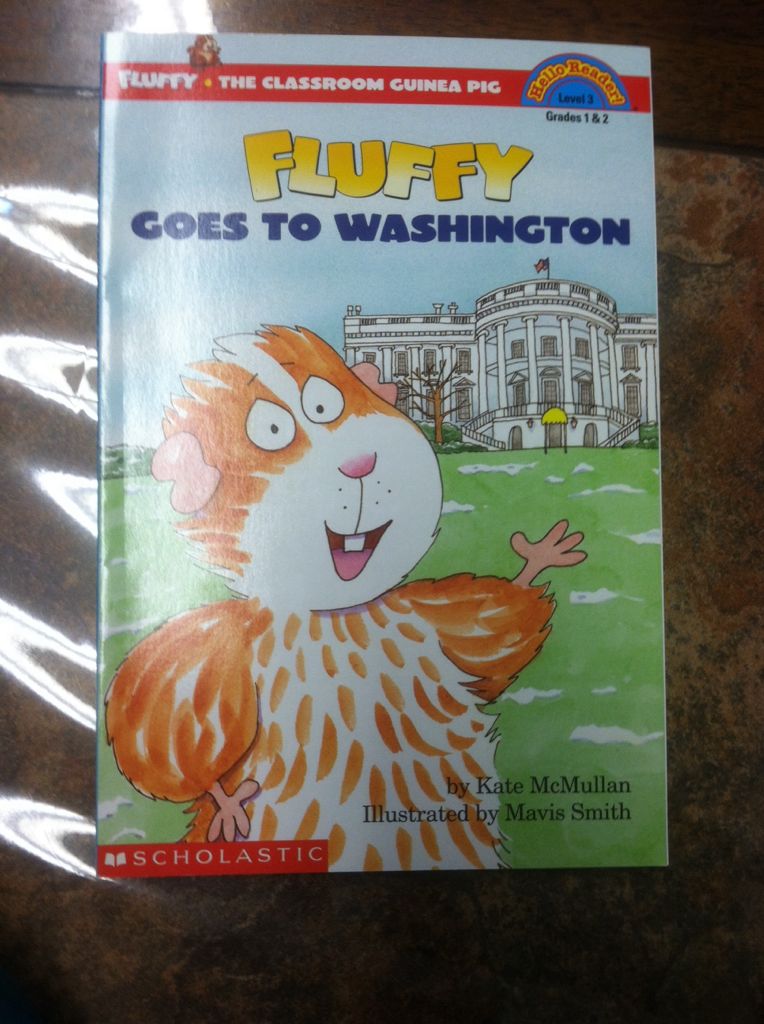 FLUFFY • THE CLASSROOM GUINEA PIG
Hello Reader!
Level 3
Grades 1 & 2
FLUFFY
GOES TO WASHINGTON
by Kate McMullan
Illustrated by Mavis Smith
SCHOLASTIC